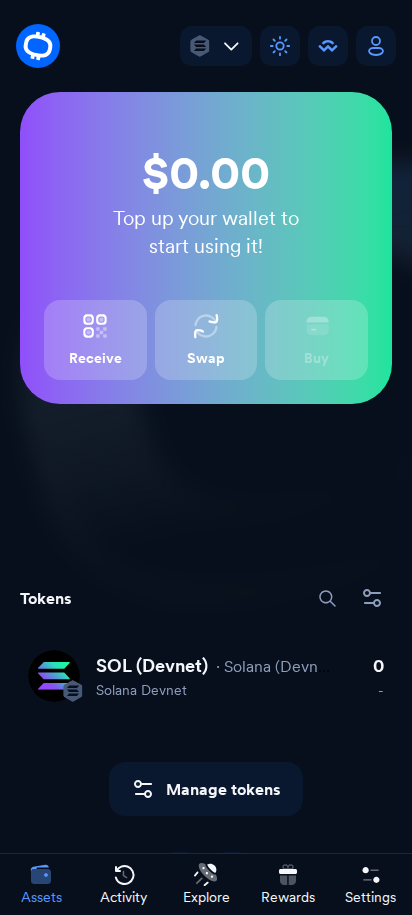 $0.00
Top up your wallet to
start using it!
Receive Swap Buy
Tokens
SOL (Devnet) · Solana (Devn... 0
Solana Devnet -
Manage tokens
Assets Activity Explore Rewards Settings